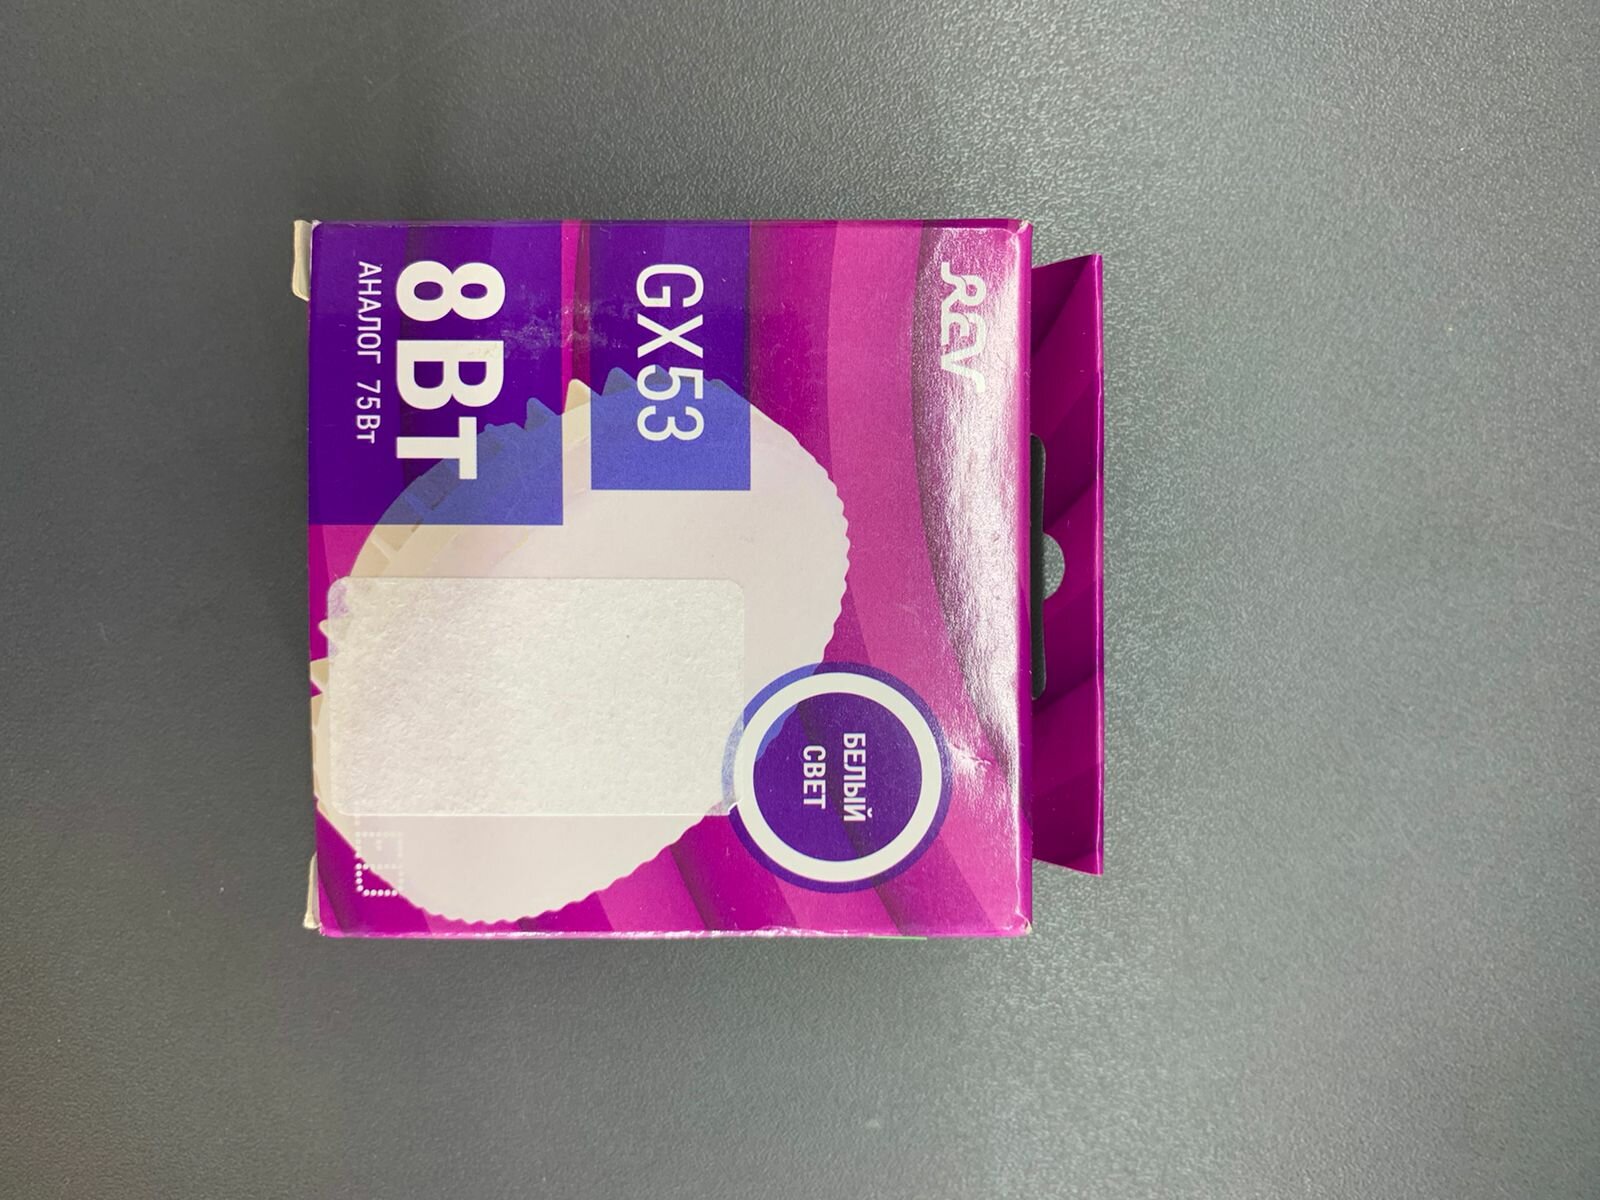 REV
GX53
8Вт
АНАЛОГ 75Вт
БЕЛЫЙ
СВЕТ